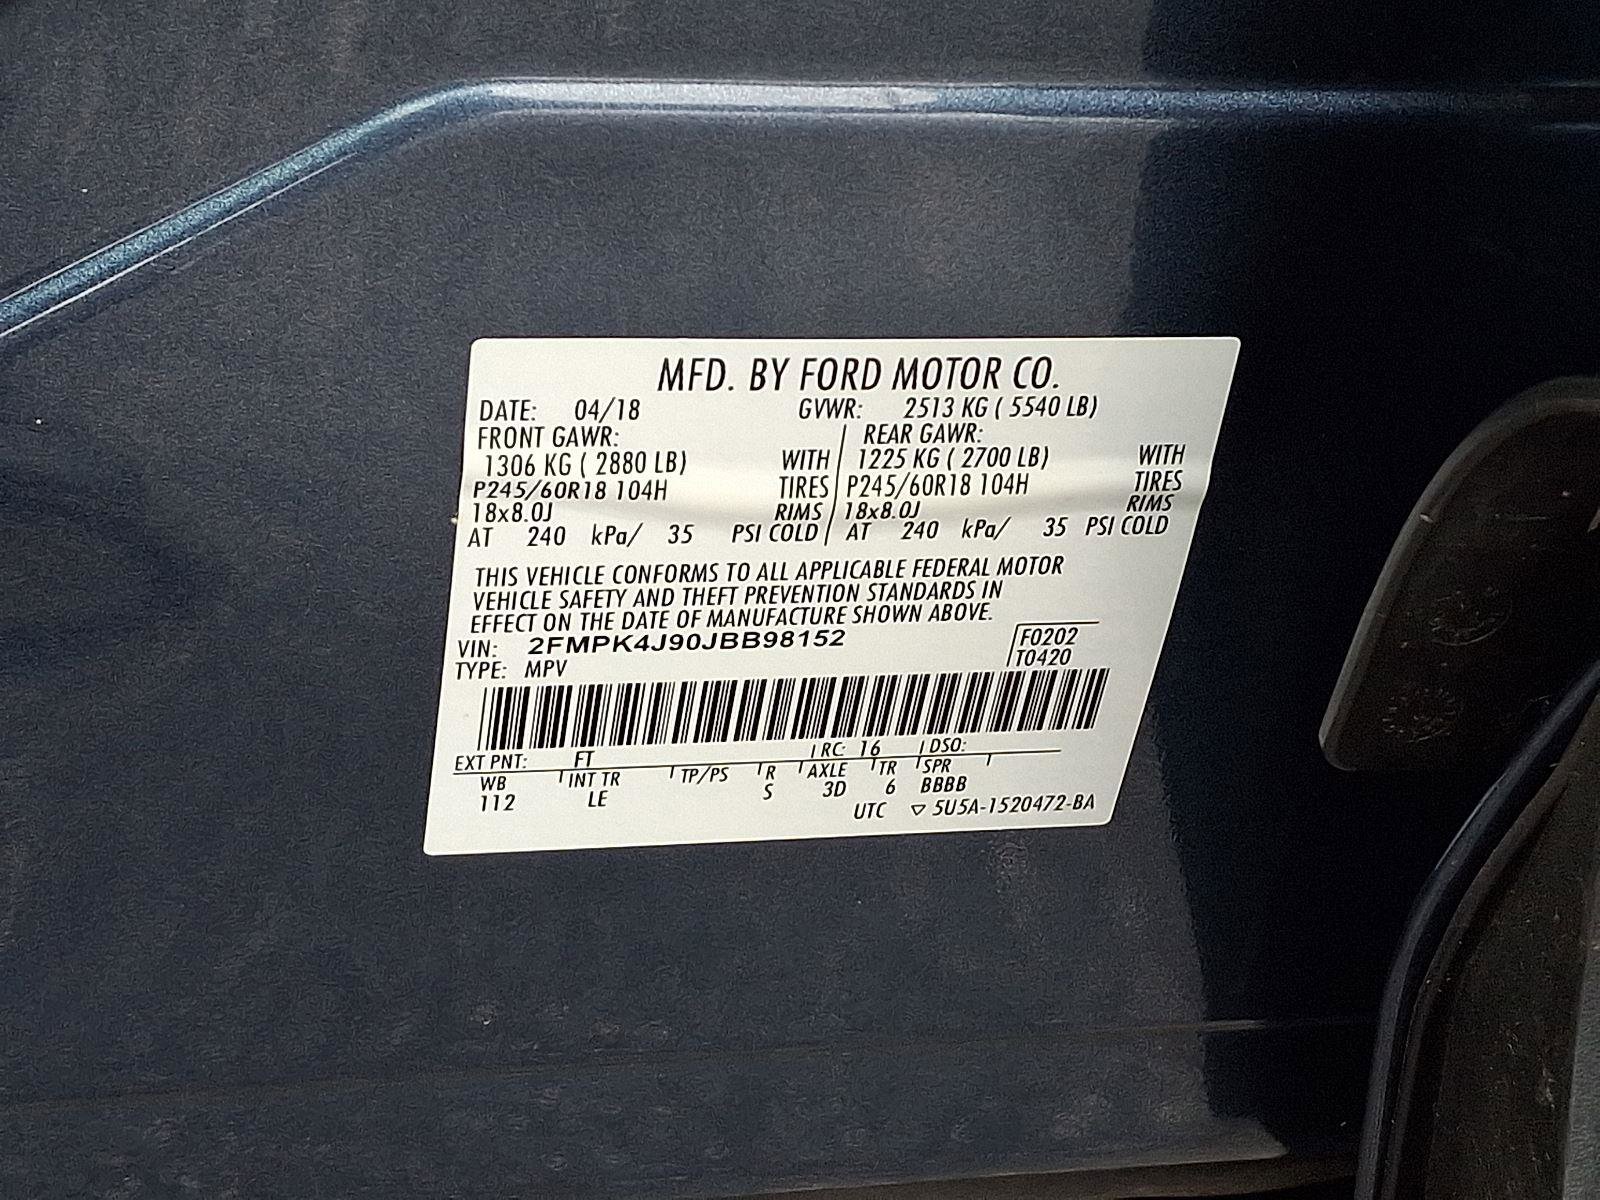 MFD. BY FORD MOTOR CO.
DATE: 04/18 GVWR: 2513 KG ( 5540 LB)
FRONT GAWR: REAR GAWR:
1306 KG ( 2880 LB) WITH 1225 KG ( 2700 LB) WITH
P245/60R18 104H TIRES P245/60R18 104H TIRES
18x8.0J RIMS 18x8.0J RIMS
AT 240 kPa/ 35 PSI COLD AT 240 kPa/ 35 PSI COLD
THIS VEHICLE CONFORMS TO ALL APPLICABLE FEDERAL MOTOR
VEHICLE SAFETY AND THEFT PREVENTION STANDARDS IN
EFFECT ON THE DATE OF MANUFACTURE SHOWN ABOVE.
VIN: 2FMPK4J90JBB98152 F0202
TYPE: MPV T0420
EXT PNT: FT RC: 16 DSO:
WB INT TR TP/PS R AXLE TR SPR
112 LE S 3D 6 BBBB
UTC ▽ 5U5A-1520472-BA